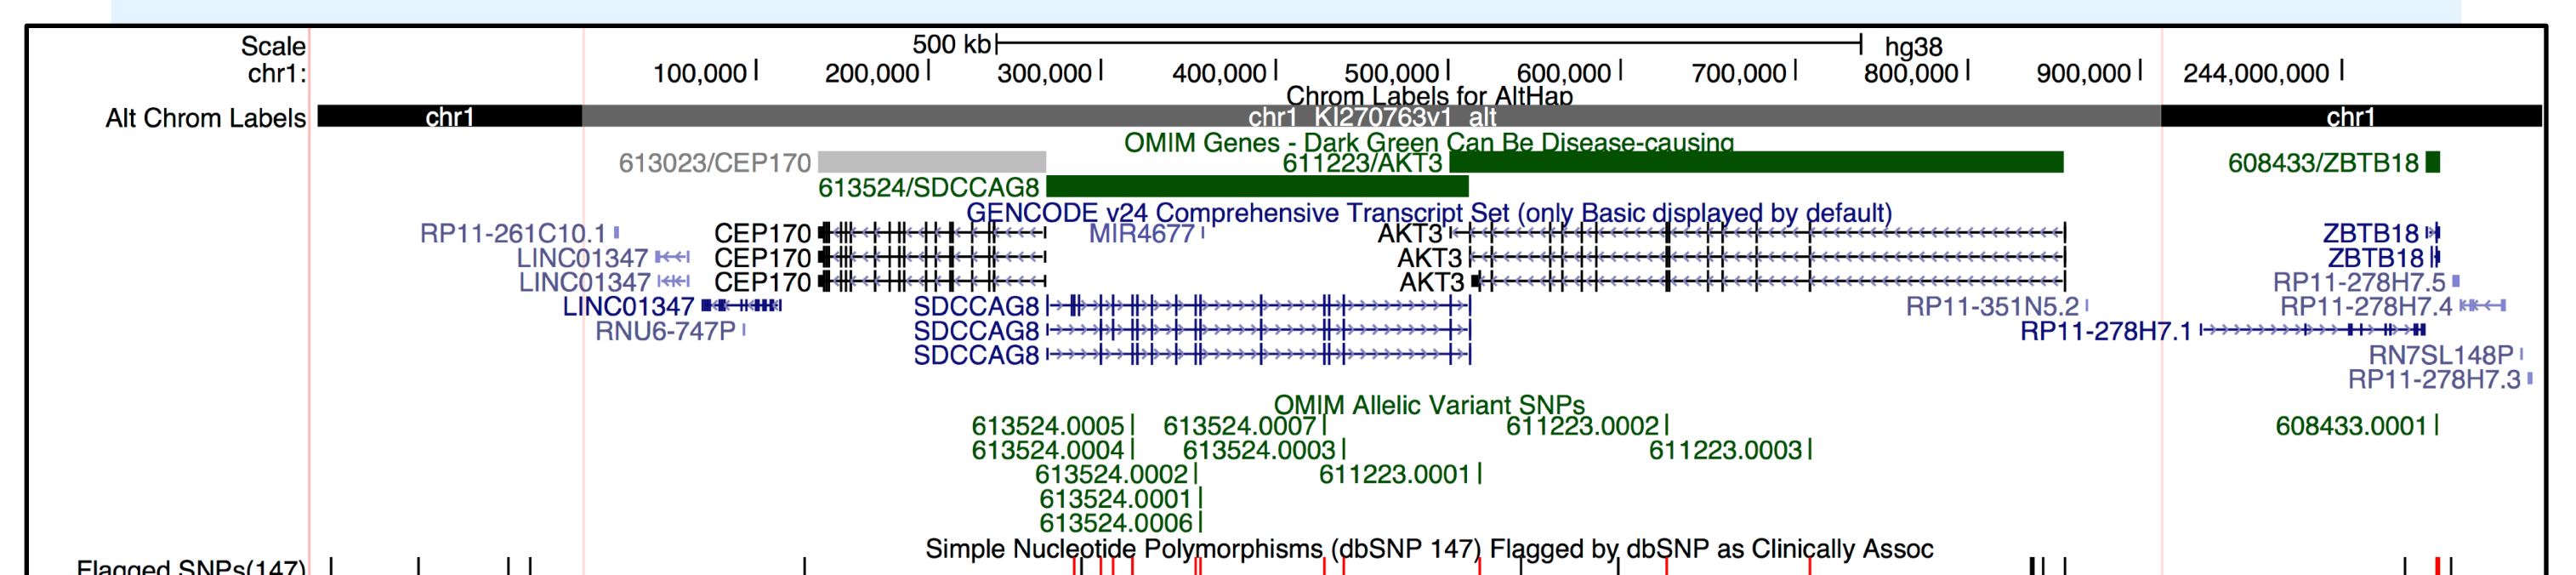 Scale 500 kb hg38
chr1: 100,000 200,000 300,000 400,000 500,000 600,000 700,000 800,000 900,000 244,000,000
Chrom Labels for AltHap
Alt Chrom Labels chr1 chr1_KI270763v1_alt chr1
OMIM Genes - Dark Green Can Be Disease-causing
613023/CEP170 611223/AKT3 608433/ZBTB18
613524/SDCCAG8
GENCODE v24 Comprehensive Transcript Set (only Basic displayed by default)
RP11-261C10.1 CEP170 MIR4677 AKT3 ZBTB18
LINC01347 CEP170 AKT3 ZBTB18
LINC01347 CEP170 AKT3 RP11-278H7.5
LINC01347 SDCCAG8 RP11-351N5.2 RP11-278H7.4
RNU6-747P SDCCAG8 RP11-278H7.1
SDCCAG8 RN7SL148P
RP11-278H7.3
OMIM Allelic Variant SNPs
613524.0005 613524.0007 611223.0002 608433.0001
613524.0004 613524.0003 611223.0003
613524.0002 611223.0001
613524.0001
613524.0006
Simple Nucleotide Polymorphisms (dbSNP 147) Flagged by dbSNP as Clinically Assoc
Flagged SNPs(147)